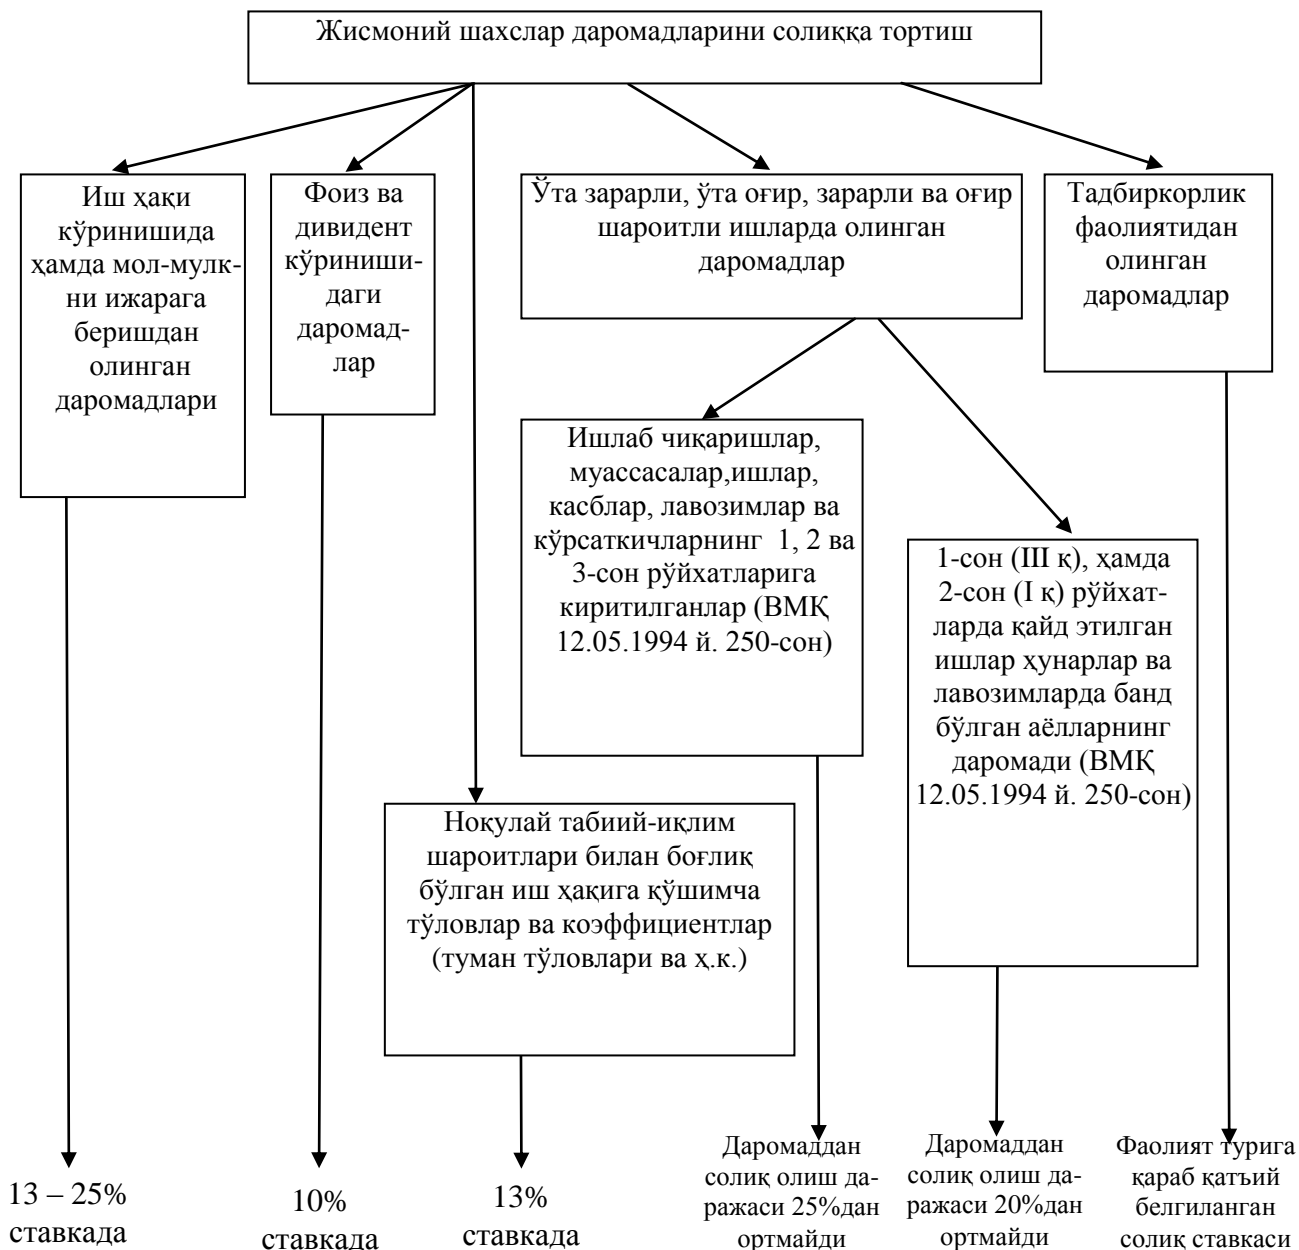 Жисмоний шахслар даромадларини солиққа тортиш
Иш ҳақи
кўринишида
ҳамда мол-мулк-
ни ижарага
беришдан
олинган
даромадлари
Фоиз ва
дивидент
кўриниши-
даги
даромад-
лар
Ўта зарарли, ўта оғир, зарарли ва оғир
шароитли ишларда олинган
даромадлар
Тадбиркорлик
фаолиятидан
олинган
даромадлар
Ишлаб чиқаришлар,
муассасалар,ишлар,
касблар, лавозимлар ва
кўрсаткичларнинг 1, 2 ва
3-сон рўйхатларига
киритилганлар (ВМҚ
12.05.1994 й. 250-сон)
1-сон (III қ), ҳамда
2-сон (I қ) рўйхат-
ларда қайд этилган
ишлар ҳунарлар ва
лавозимларда банд
бўлган аёлларнинг
даромади (ВМҚ
12.05.1994 й. 250-сон)
Ноқулай табиий-иқлим
шароитлари билан боғлиқ
бўлган иш ҳақига қўшимча
тўловлар ва коэффициентлар
(туман тўловлари ва ҳ.к.)
13 – 25%
ставкада
10%
ставкада
13%
ставкада
Даромаддан
солиқ олиш да-
ражаси 25%дан
ортмайди
Даромаддан
солиқ олиш да-
ражаси 20%дан
ортмайди
Фаолият турига
қараб қатъий
белгиланган
солиқ ставкаси